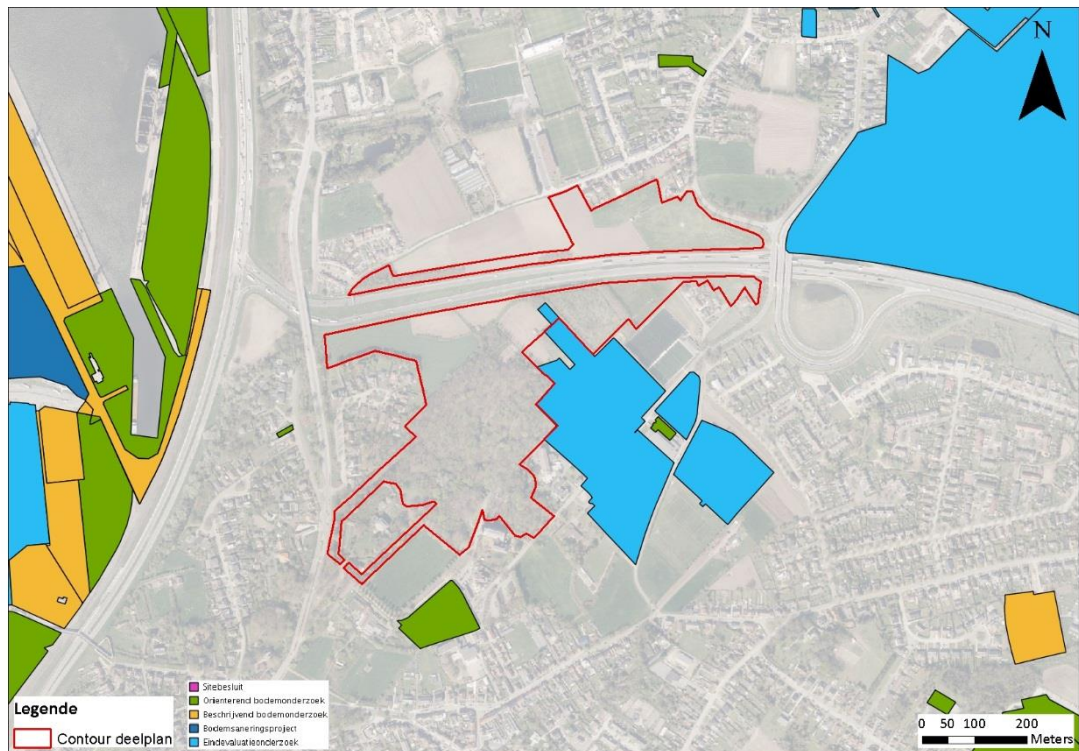 N
Legende
Contour deelplan
Sitebesluit
Oriënterend bodemonderzoek
Beschrijvend bodemonderzoek
Bodemsaneringsproject
Eindevaluatieonderzoek
0 50 100 200
Meters